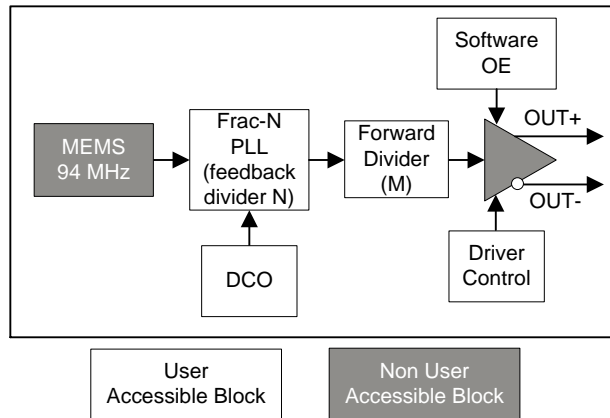 Software
OE
OUT+
MEMS
94 MHz
Frac-N
PLL
(feedback
divider N)
Forward
Divider
(M)
OUT-
DCO
Driver
Control
User
Accessible Block
Non User
Accessible Block